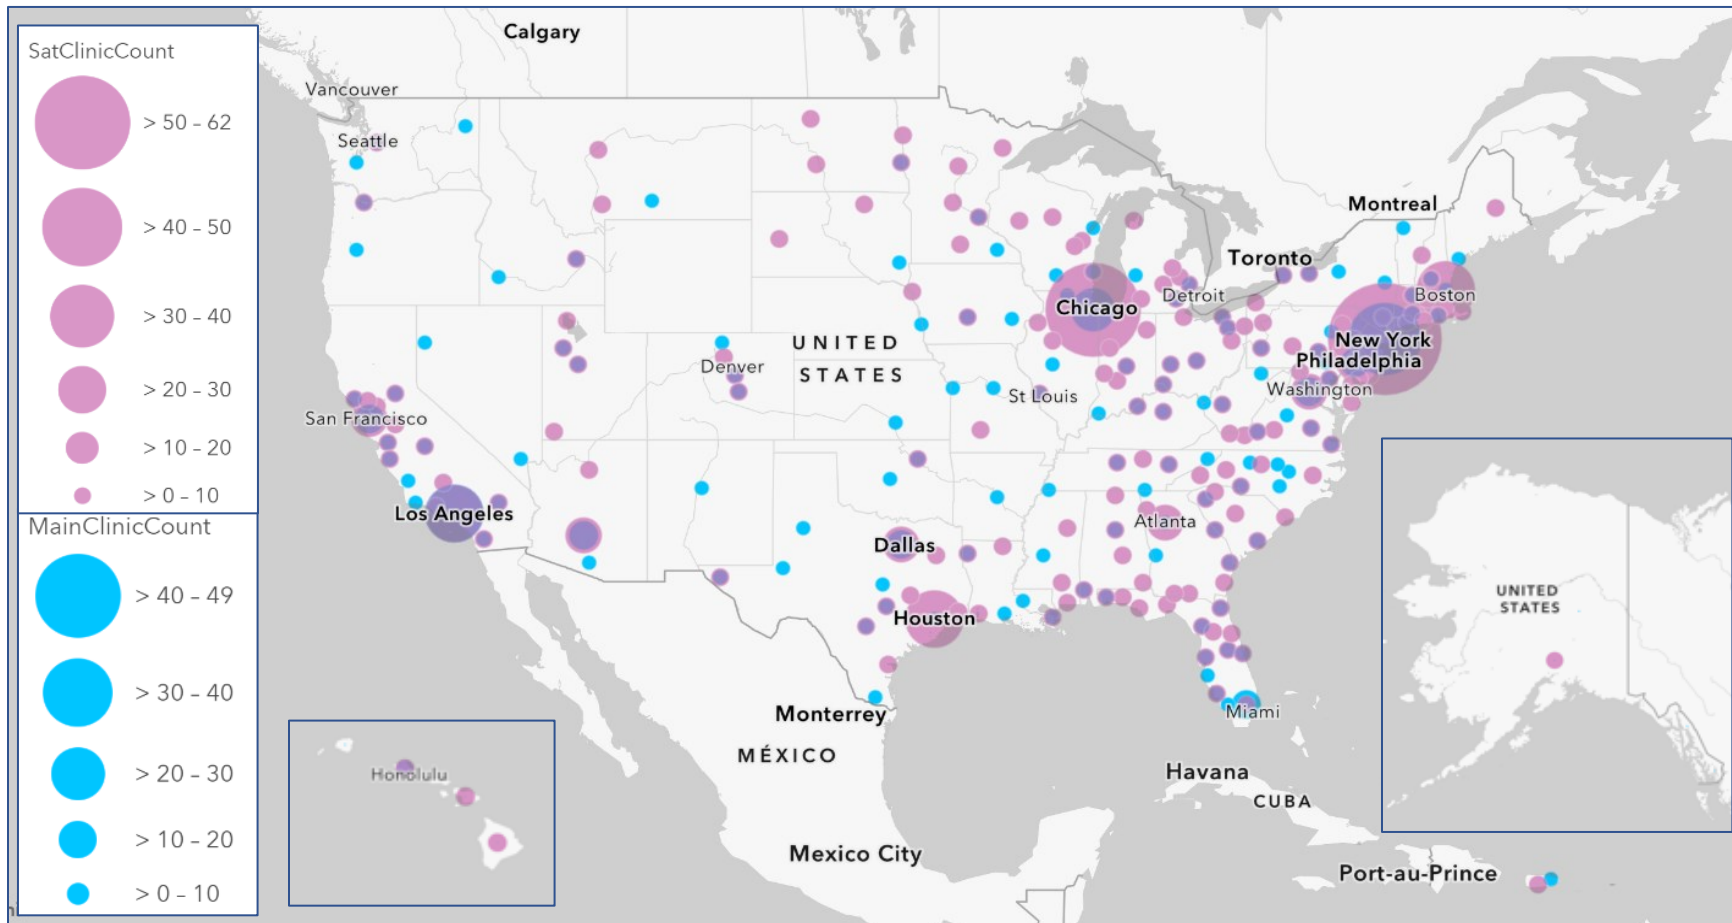 SatClinicCount
> 50 – 62
> 40 – 50
> 30 – 40
> 20 – 30
> 10 – 20
> 0 – 10
MainClinicCount
> 40 – 49
> 30 – 40
> 20 – 30
> 10 – 20
> 0 – 10
Calgary
Vancouver
Seattle
Montreal
Toronto
Detroit
Boston
Chicago
New York
Philadelphia
UNITED
STATES
Denver
St Louis
Washington
San Francisco
Los Angeles
Atlanta
Dallas
Houston
Miami
Monterrey
MÉXICO
Havana
CUBA
Mexico City
Port-au-Prince
Honolulu
UNITED
STATES